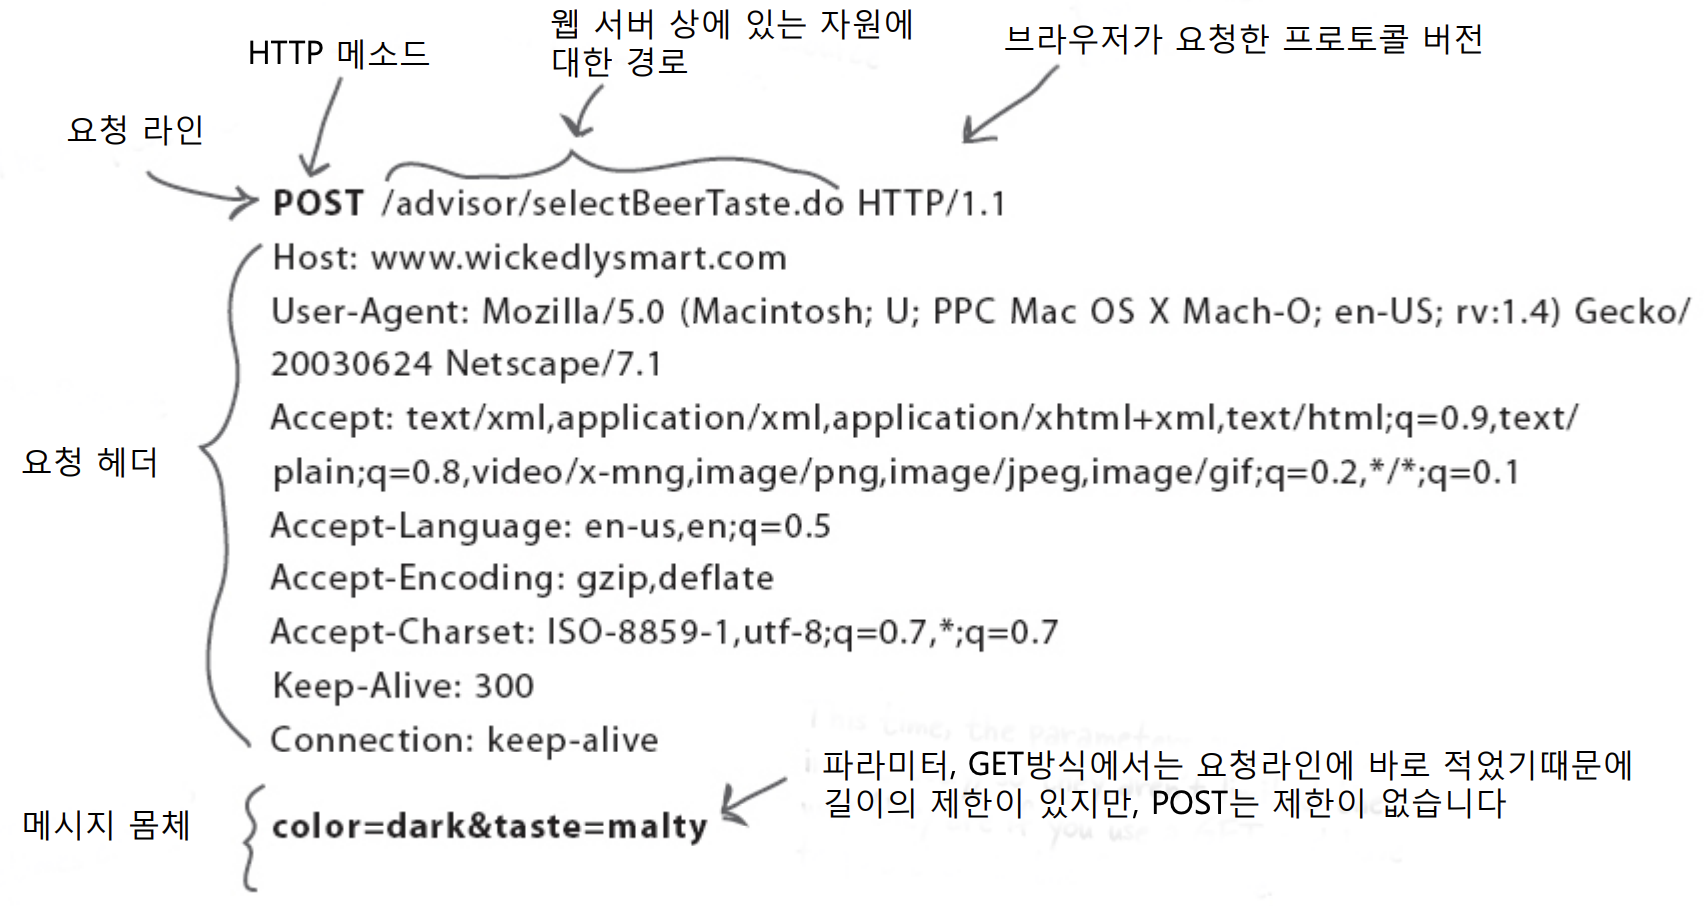 웹 서버 상에 있는 자원에
대한 경로
HTTP 메소드
브라우저가 요청한 프로토콜 버전
요청 라인
POST /advisor/selectBeerTaste.do HTTP/1.1
Host: www.wickedlysmart.com
User-Agent: Mozilla/5.0 (Macintosh; U; PPC Mac OS X Mach-O; en-US; rv:1.4) Gecko/
20030624 Netscape/7.1
Accept: text/xml,application/xml,application/xhtml+xml,text/html;q=0.9,text/
plain;q=0.8,video/x-mng,image/png,image/jpeg,image/gif;q=0.2,*/*;q=0.1
요청 헤더
Accept-Language: en-us,en;q=0.5
Accept-Encoding: gzip,deflate
Accept-Charset: ISO-8859-1,utf-8;q=0.7,*;q=0.7
Keep-Alive: 300
Connection: keep-alive
This time, the
파라미터, GET방식에서는 요청라인에 바로 적었기때문에
길이의 제한이 있지만, POST는 제한이 없습니다
메시지 몸체
color=dark&taste=malty